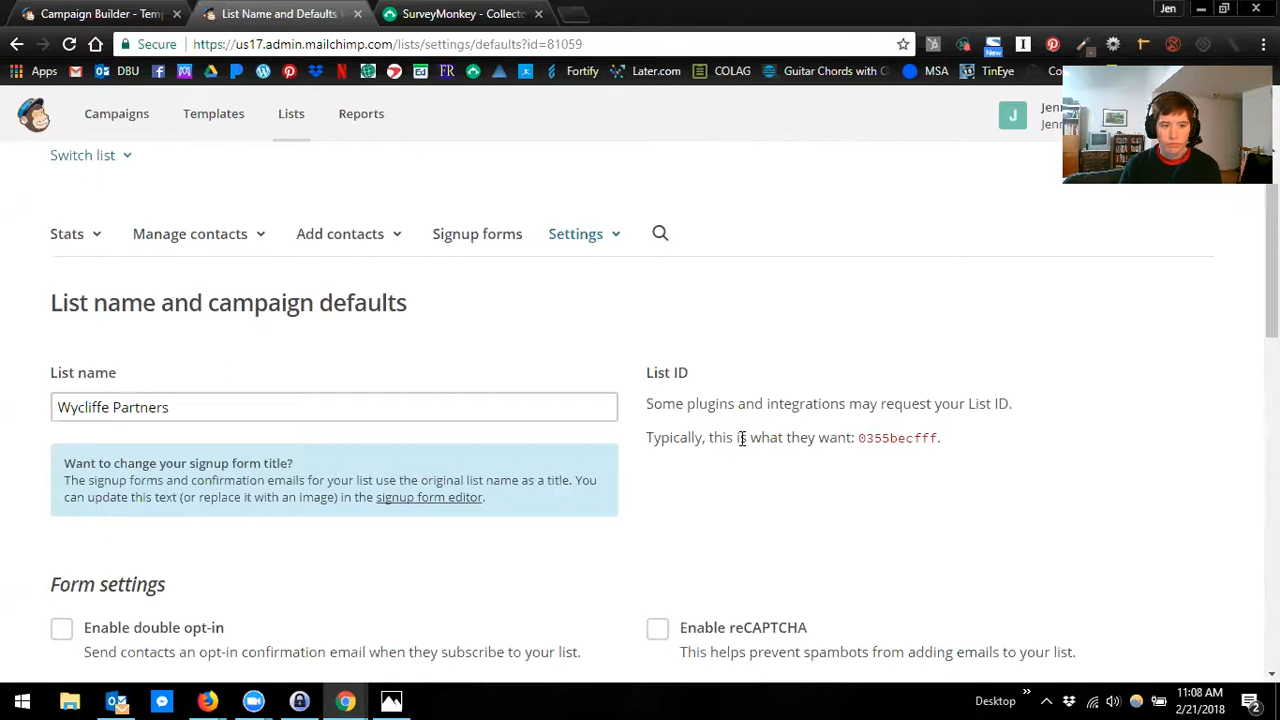 Campaign Builder - Tem
List Name and Defaults
SurveyMonkey - Collect
Jen
Secure
https://us17.admin.mailchimp.com/lists/settings/defaults?id=81059
New
Apps
DBU
Fortify
Later.com
COLAG
Guitar Chords with C
MSA
TinEye
Co
Campaigns
Templates
Lists
Reports
J
Jenn
Jenn
Switch list
Stats
Manage contacts
Add contacts
Signup forms
Settings
List name and campaign defaults
List name
Wycliffe Partners
Want to change your signup form title?
The signup forms and confirmation emails for your list use the original list name as a title. You
can update this text (or replace it with an image) in the signup form editor.
List ID
Some plugins and integrations may request your List ID.
Typically, this is what they want: 0355becfff.
Form settings
Enable double opt-in
Send contacts an opt-in confirmation email when they subscribe to your list.
Enable reCAPTCHA
This helps prevent spambots from adding emails to your list.
Desktop
11:08 AM
2/21/2018
2